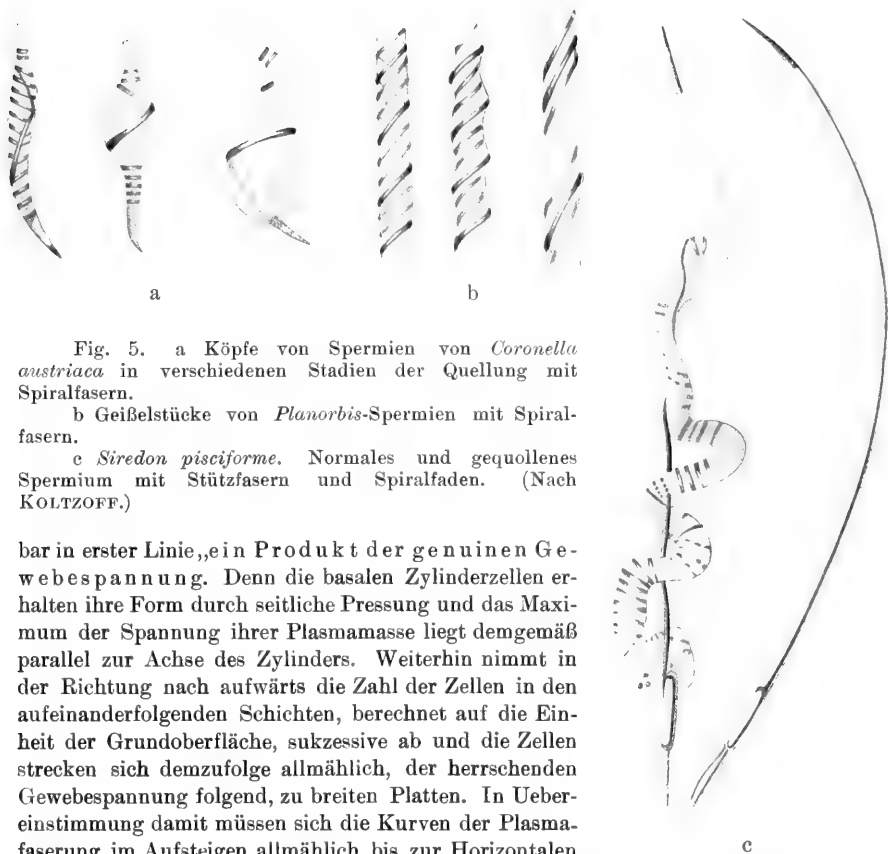 a
b
Fig. 5. a Köpfe von Spermien von Coronella
austriaca in verschiedenen Stadien der Quellung mit
Spiralfasern.
b Geißelstücke von Planorbis-Spermien mit Spiral-
fasern.
c Siredon pisciforme. Normales und gequollenes
Spermium mit Stützfasern und Spiralfaden. (Nach
KOLTZOFF.)
bar in erster Linie „ein Produkt der genuinen Ge-
webespannung. Denn die basalen Zylinderzellen er-
halten ihre Form durch seitliche Pressung und das Maxi-
mum der Spannung ihrer Plasmamasse liegt demgemäß
parallel zur Achse des Zylinders. Weiterhin nimmt in
der Richtung nach aufwärts die Zahl der Zellen in den
aufeinanderfolgenden Schichten, berechnet auf die Ein-
heit der Grundoberfläche, sukzessive ab und die Zellen
strecken sich demzufolge allmählich, der herrschenden
Gewebespannung folgend, zu breiten Platten. In Ueber-
einstimmung damit müssen sich die Kurven der Plasma-
faserung im Aufsteigen allmählich bis zur Horizontalen
c